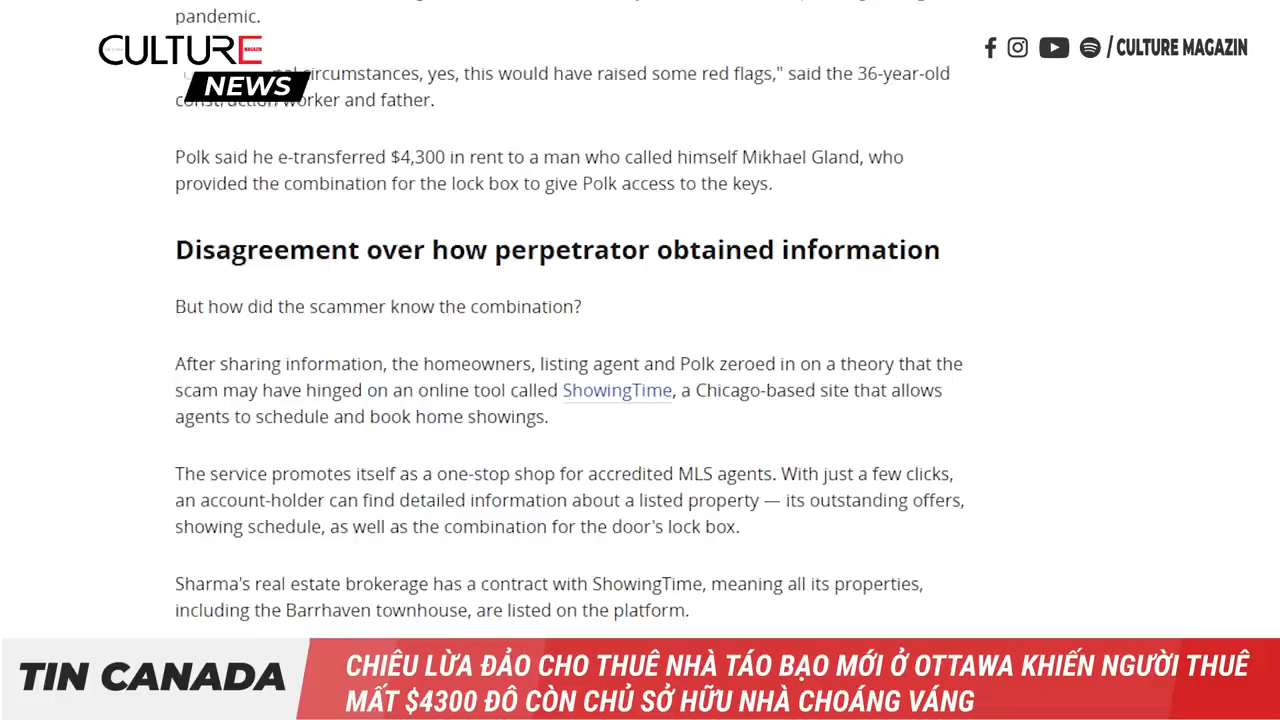 pandemic.
CULTURE MAGAZIN
NEWS
/ CULTURE MAGAZIN
circumstances, yes, this would have raised some red flags," said the 36-year-old
worker and father.
Polk said he e-transferred $4,300 in rent to a man who called himself Mikhael Gland, who
provided the combination for the lock box to give Polk access to the keys.
Disagreement over how perpetrator obtained information
But how did the scammer know the combination?
After sharing information, the homeowners, listing agent and Polk zeroed in on a theory that the
scam may have hinged on an online tool called ShowingTime, a Chicago-based site that allows
agents to schedule and book home showings.
The service promotes itself as a one-stop shop for accredited MLS agents. With just a few clicks,
an account-holder can find detailed information about a listed property — its outstanding offers,
showing schedule, as well as the combination for the door's lock box.
Sharma's real estate brokerage has a contract with ShowingTime, meaning all its properties,
including the Barrhaven townhouse, are listed on the platform.
TIN CANADA
CHIÊU LỪA ĐẢO CHO THUÊ NHÀ TÁO BẠO MỚI Ở OTTAWA KHIẾN NGƯỜI THUÊ
MẤT $4300 ĐÔ CÒN CHỦ SỞ HỮU NHÀ CHOÁNG VÁNG